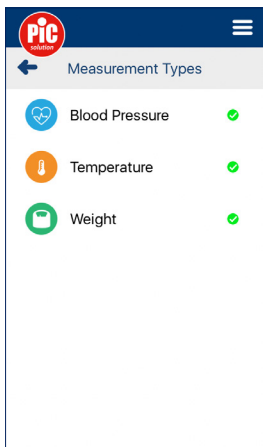 PiC
solution
Measurement Types
Blood Pressure
Temperature
Weight